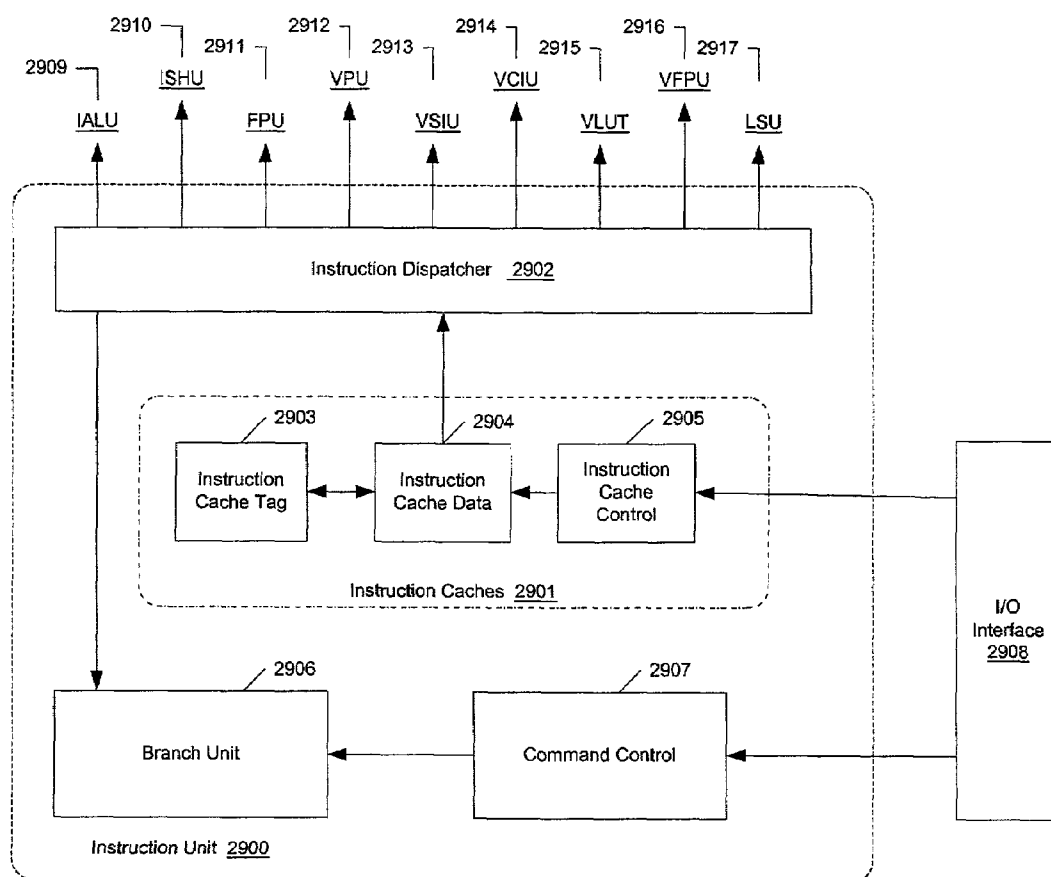 2910 2912 2914 2916
2911 2913 2915 2917
2909
ISHU VPU VCIU VFPU
IALU FPU VSIU VLUT LSU
Instruction Dispatcher 2902
2903 2904 2905
Instruction
Cache Tag
Instruction
Cache Data
Instruction
Cache
Control
Instruction Caches 2901
I/O
Interface
2908
2906 2907
Branch Unit
Command Control
Instruction Unit 2900